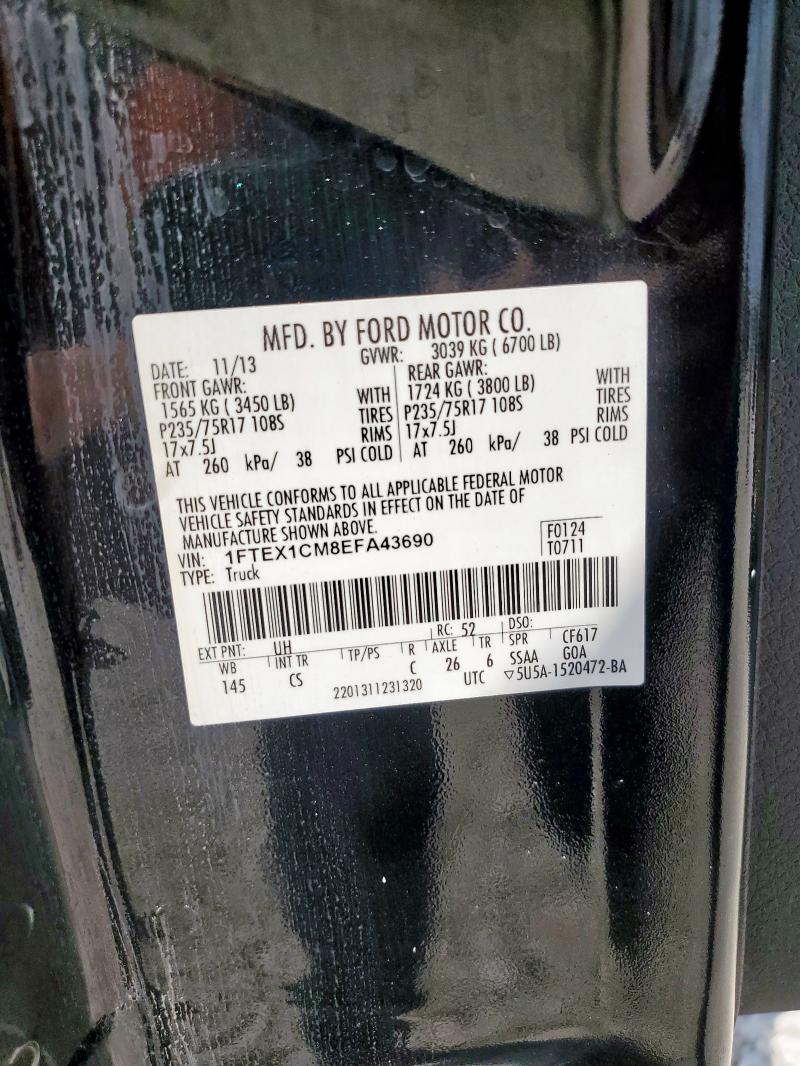 MFD. BY FORD MOTOR CO.
DATE: 11/13 GVWR: 3039 KG ( 6700 LB)
FRONT GAWR: REAR GAWR:
1565 KG ( 3450 LB) WITH 1724 KG ( 3800 LB) WITH
P235/75R17 108S TIRES P235/75R17 108S TIRES
17x7.5J RIMS 17x7.5J RIMS
AT 260 kPa/ 38 PSI COLD AT 260 kPa/ 38 PSI COLD
THIS VEHICLE CONFORMS TO ALL APPLICABLE FEDERAL MOTOR
VEHICLE SAFETY STANDARDS IN EFFECT ON THE DATE OF
MANUFACTURE SHOWN ABOVE.
VIN: 1FTEX1CM8EFA43690 F0124
TYPE: Truck T0711
EXT PNT: UH RC: 52 DSO:
WB INT TR TP/PS R AXLE TR SPR CF617
145 CS C 26 6 SSAA GOA
2201311231320 UTC ▽5U5A-1520472-BA